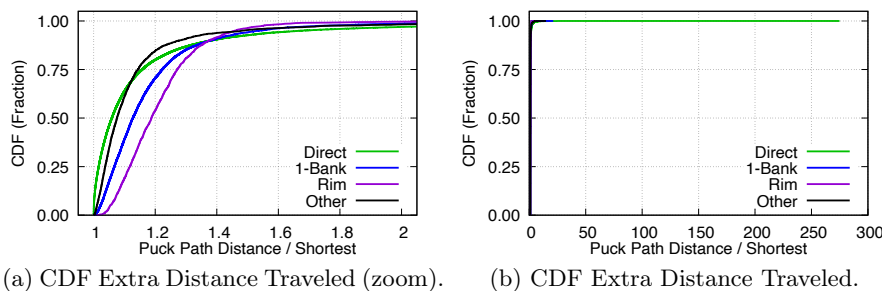 1.00
0.75
0.50
0.25
0.00
CDF (Fraction)
Direct
1-Bank
Rim
Other
1 1.2 1.4 1.6 1.8 2
Puck Path Distance / Shortest
(a) CDF Extra Distance Traveled (zoom).
1.00
0.75
0.50
0.25
0.00
CDF (Fraction)
Direct
1-Bank
Rim
Other
0 50 100 150 200 250 300
Puck Path Distance / Shortest
(b) CDF Extra Distance Traveled.